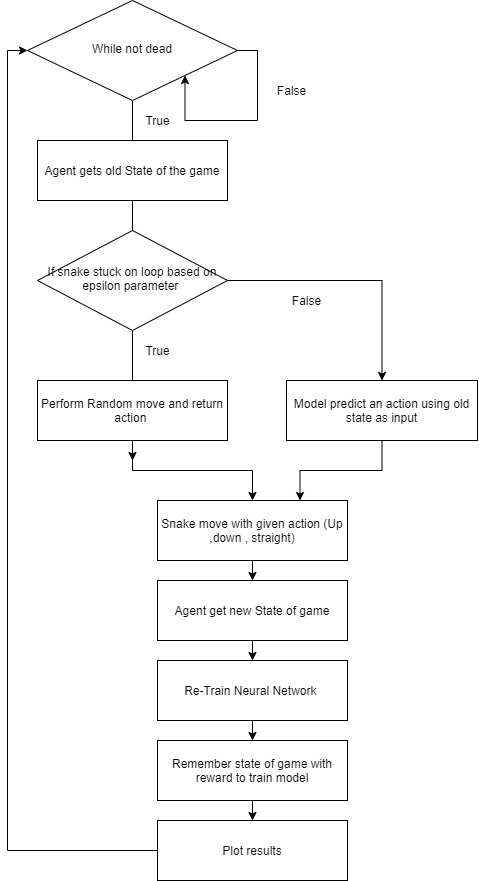 While not dead
False
True
Agent gets old State of the game
If snake stuck on loop based on
epsilon parameter
False
True
Perform Random move and return
action
Model predict an action using old
state as input
Snake move with given action (Up
,down , straight)
Agent get new State of game
Re-Train Neural Network
Remember state of game with
reward to train model
Plot results